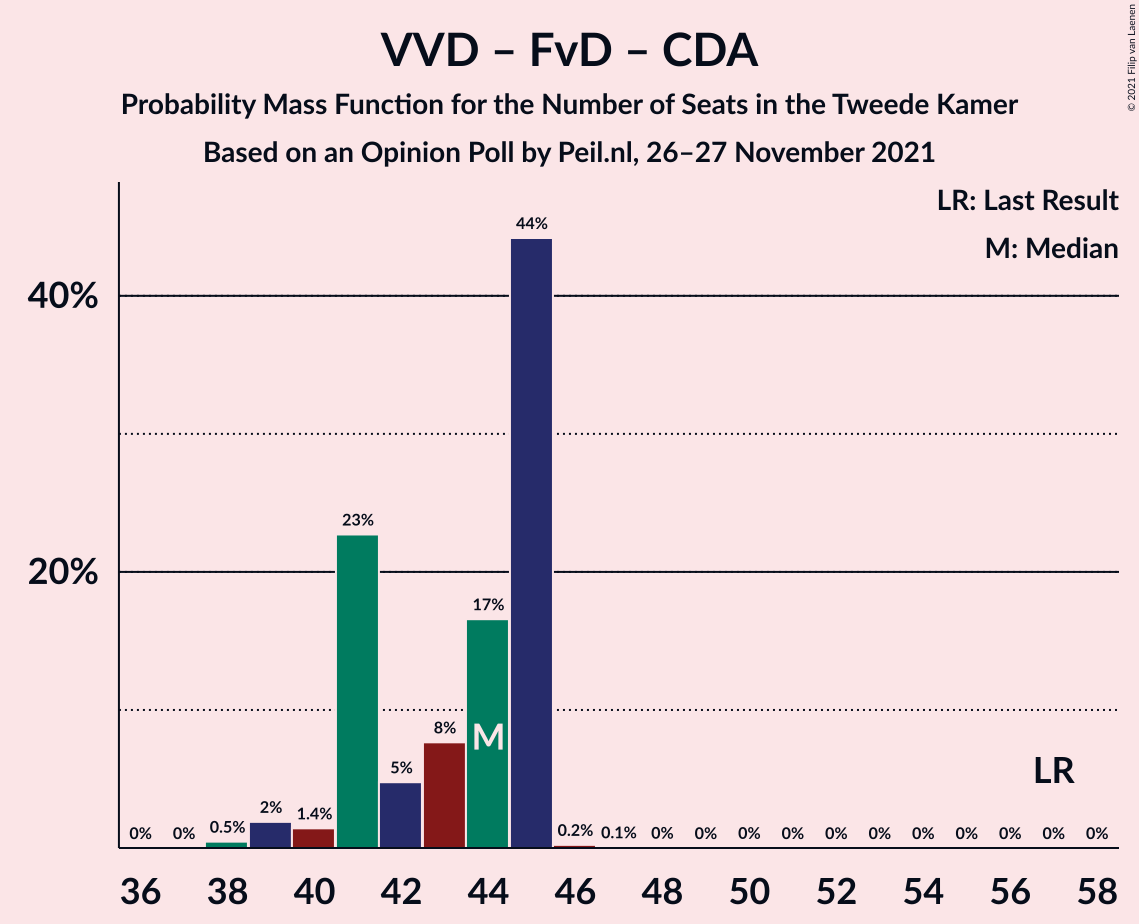 VVD – FvD – CDA
Probability Mass Function for the Number of Seats in the Tweede Kamer
Based on an Opinion Poll by Peil.nl, 26–27 November 2021
© 2021 Filip van Laenen
LR: Last Result
M: Median
40%
20%
0% 0% 0.5% 2% 1.4% 23% 5% 8% 17% 44% 0.2% 0.1% 0% 0% 0% 0% 0% 0% 0% 0% 0% 0% 0%
M
LR
36 38 40 42 44 46 48 50 52 54 56 58